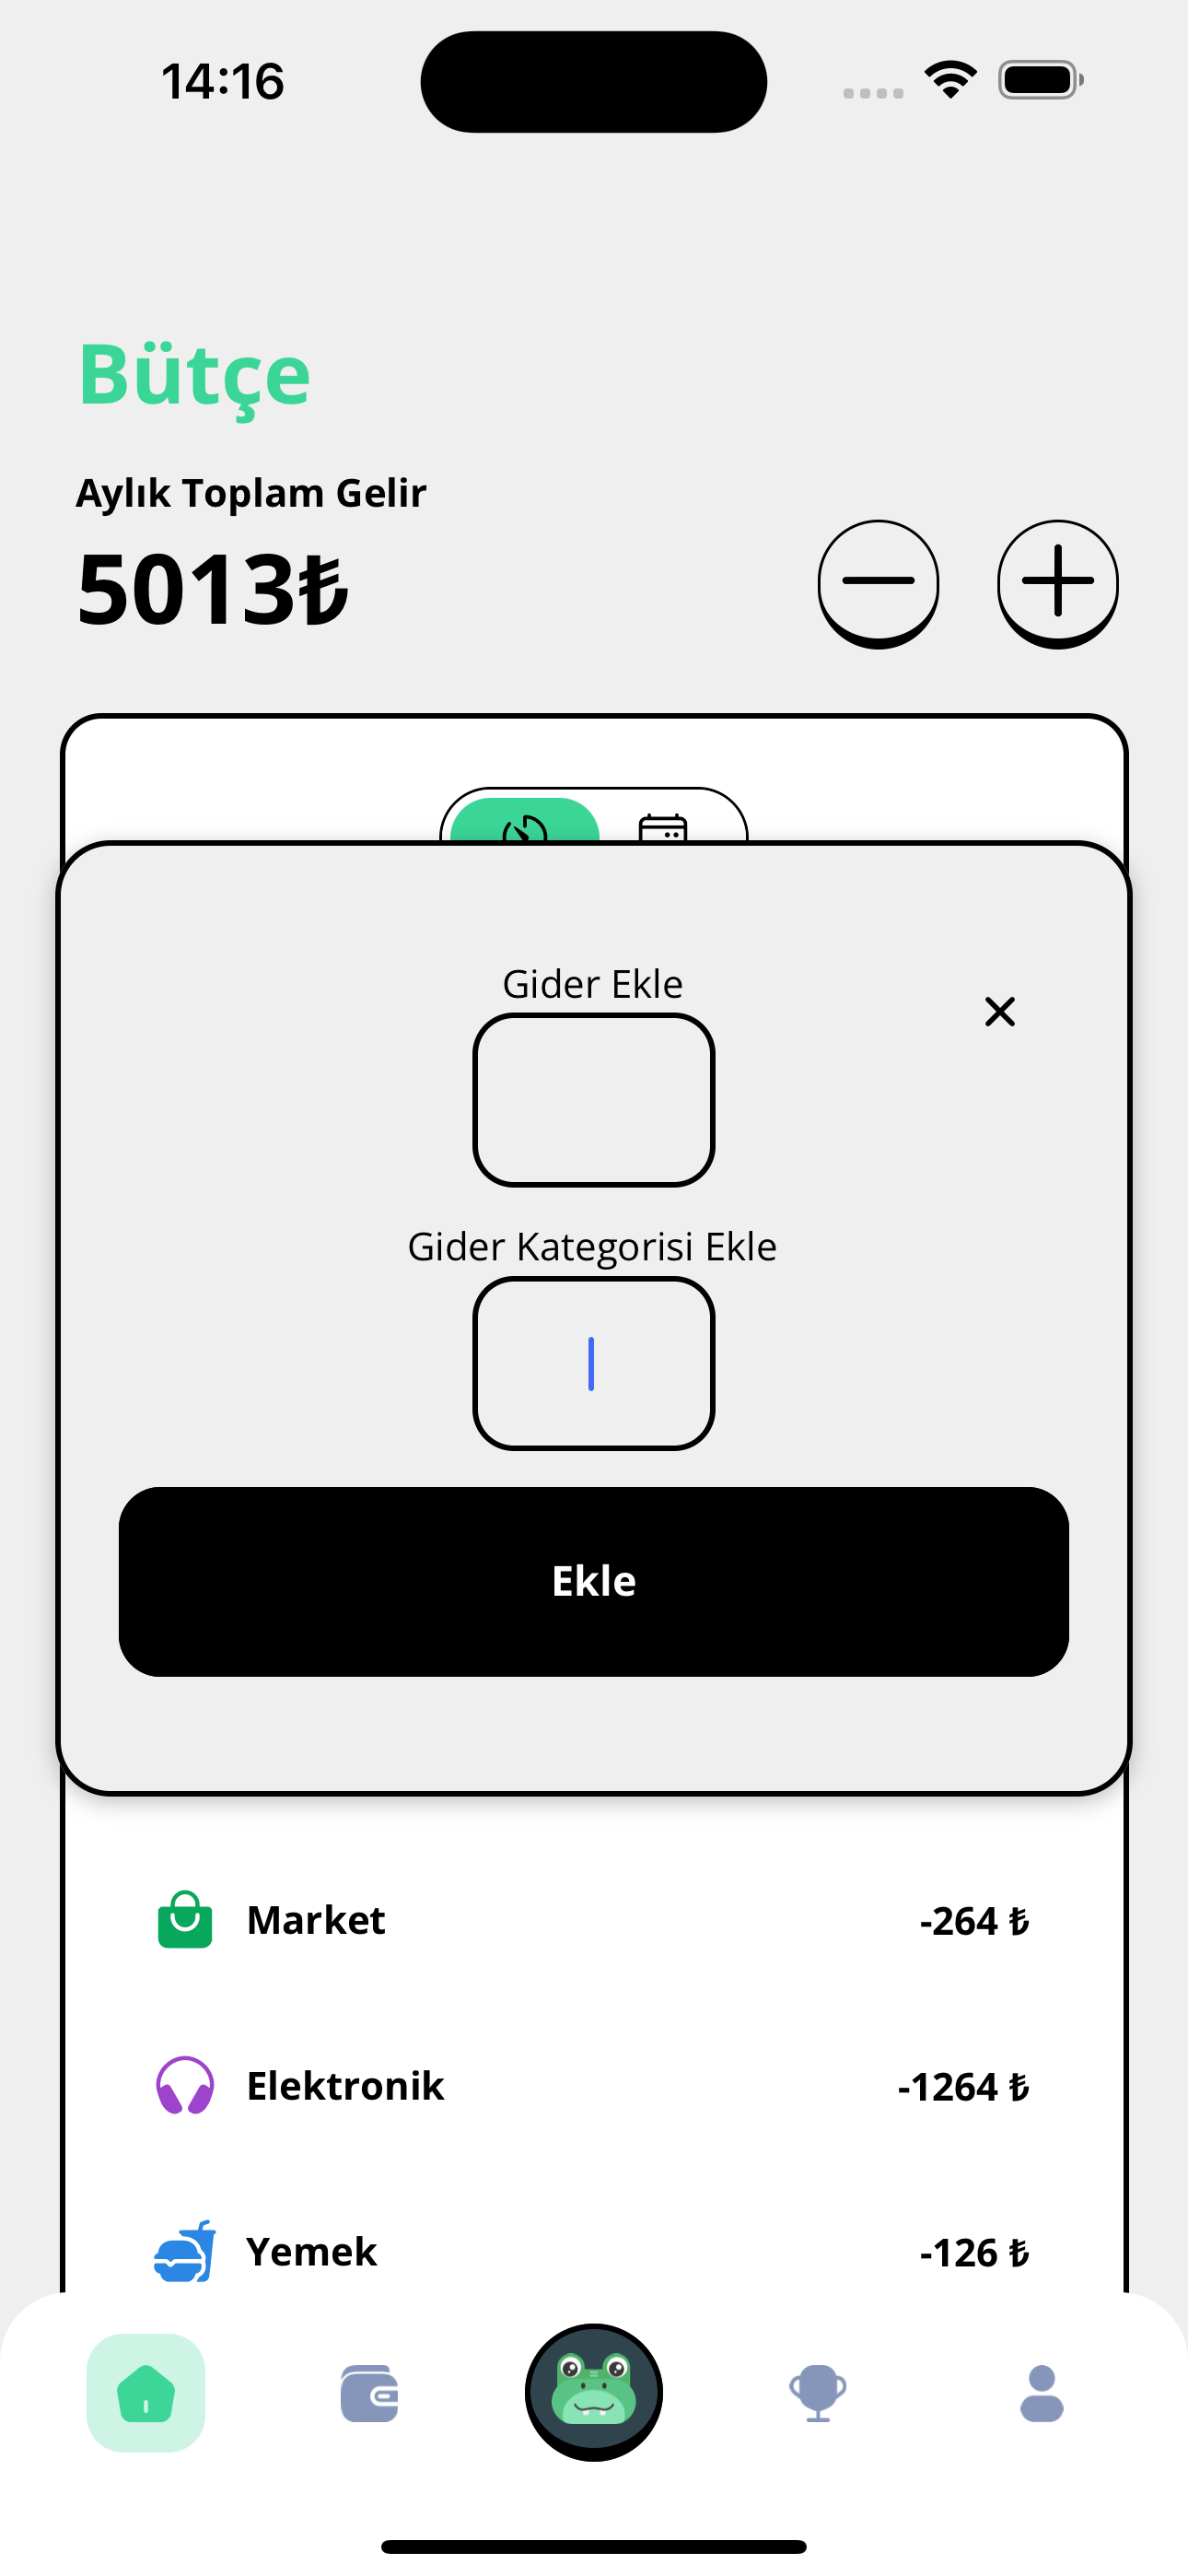 14:16
Bütçe
Aylık Toplam Gelir
5013₺
Gider Ekle
Gider Kategorisi Ekle
Ekle
Market -264 ₺
Elektronik -1264 ₺
Yemek -126 ₺